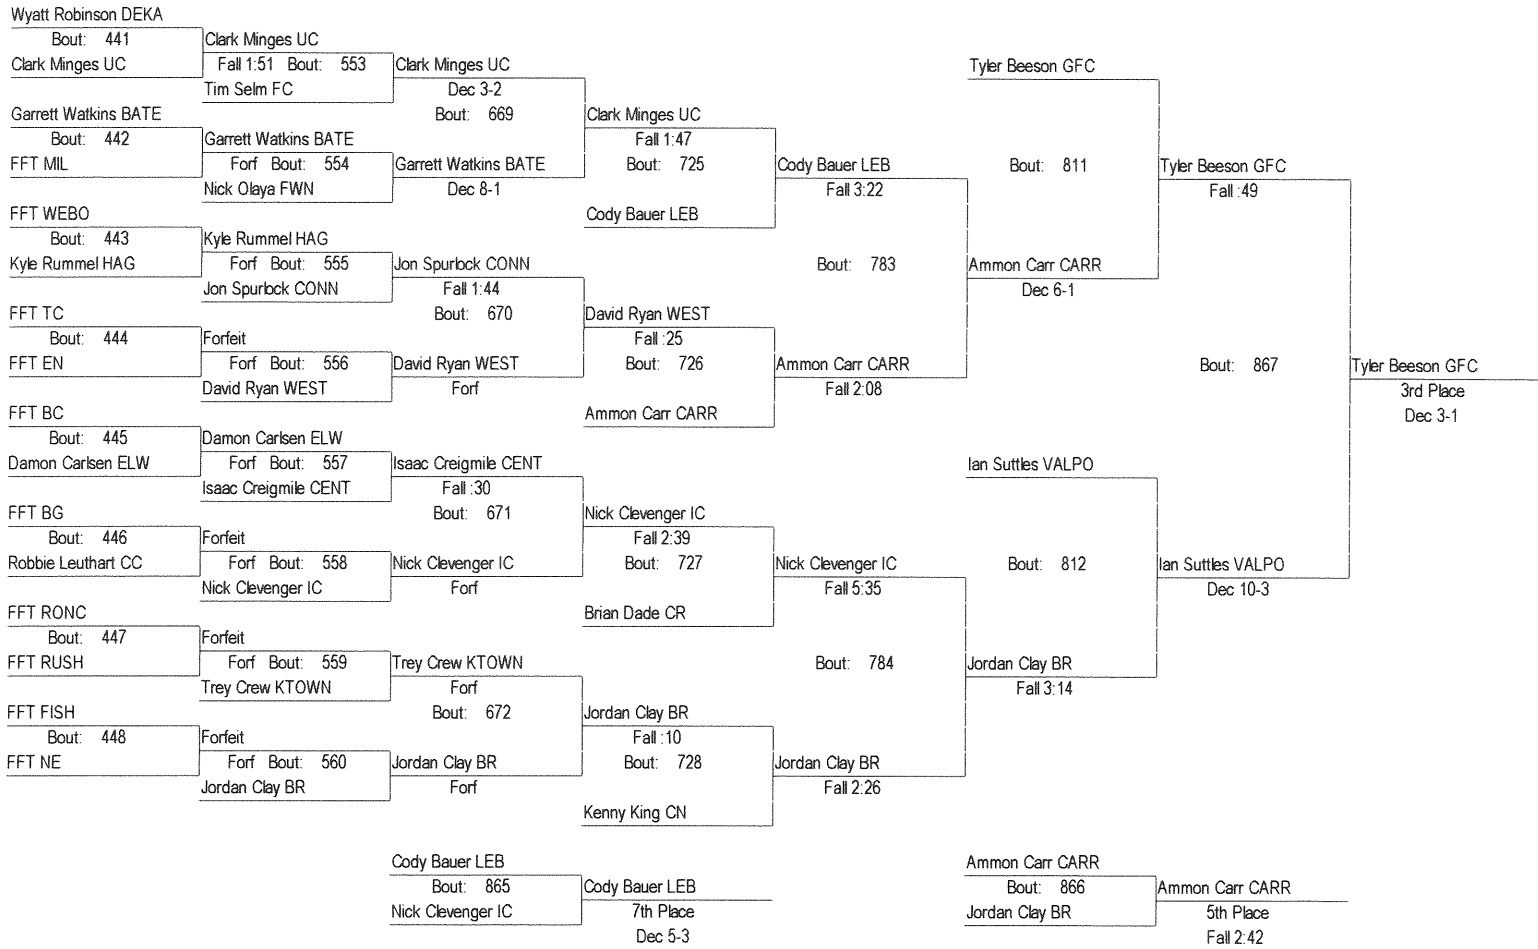 Wyatt Robinson DEKA
Bout: 441
Clark Minges UC
Garrett Watkins BATE
Bout: 442
FFT MIL
FFT WEBO
Bout: 443
Kyle Rummel HAG
FFT TC
Bout: 444
FFT EN
FFT BC
Bout: 445
Damon Carlsen ELW
FFT BG
Bout: 446
Robbie Leuthart CC
FFT RONC
Bout: 447
FFT RUSH
FFT FISH
Bout: 448
FFT NE
Clark Minges UC
Fall 1:51 Bout: 553
Tim Selm FC
Garrett Watkins BATE
Forf Bout: 554
Nick Olaya FWN
Kyle Rummel HAG
Forf Bout: 555
Jon Spurlock CONN
Forfeit
Forf Bout: 556
David Ryan WEST
Damon Carlsen ELW
Forf Bout: 557
Isaac Creigmile CENT
Forfeit
Forf Bout: 558
Nick Clevenger IC
Forfeit
Forf Bout: 559
Trey Crew KTOWN
Forfeit
Forf Bout: 560
Jordan Clay BR
Clark Minges UC
Dec 3-2
Bout: 669
Garrett Watkins BATE
Dec 8-1
Jon Spurlock CONN
Fall 1:44
Bout: 670
David Ryan WEST
Forf
Isaac Creigmile CENT
Fall :30
Bout: 671
Nick Clevenger IC
Forf
Trey Crew KTOWN
Forf
Bout: 672
Jordan Clay BR
Forf
Clark Minges UC
Fall 1:47
Bout: 725
Cody Bauer LEB
David Ryan WEST
Fall :25
Bout: 726
Ammon Carr CARR
Nick Clevenger IC
Fall 2:39
Bout: 727
Brian Dade CR
Jordan Clay BR
Fall :10
Bout: 728
Kenny King CN
Cody Bauer LEB
Fall 3:22
Bout: 783
Ammon Carr CARR
Fall 2:08
Nick Clevenger IC
Fall 5:35
Bout: 784
Jordan Clay BR
Fall 2:26
Tyler Beeson GFC
Bout: 811
Ammon Carr CARR
Dec 6-1
Ian Suttles VALPO
Bout: 812
Jordan Clay BR
Fall 3:14
Tyler Beeson GFC
Fall :49
Bout: 867
Ian Suttles VALPO
Dec 10-3
Tyler Beeson GFC
3rd Place
Dec 3-1
Cody Bauer LEB
Bout: 865
Nick Clevenger IC
Cody Bauer LEB
7th Place
Dec 5-3
Ammon Carr CARR
Bout: 866
Jordan Clay BR
Ammon Carr CARR
5th Place
Fall 2:42